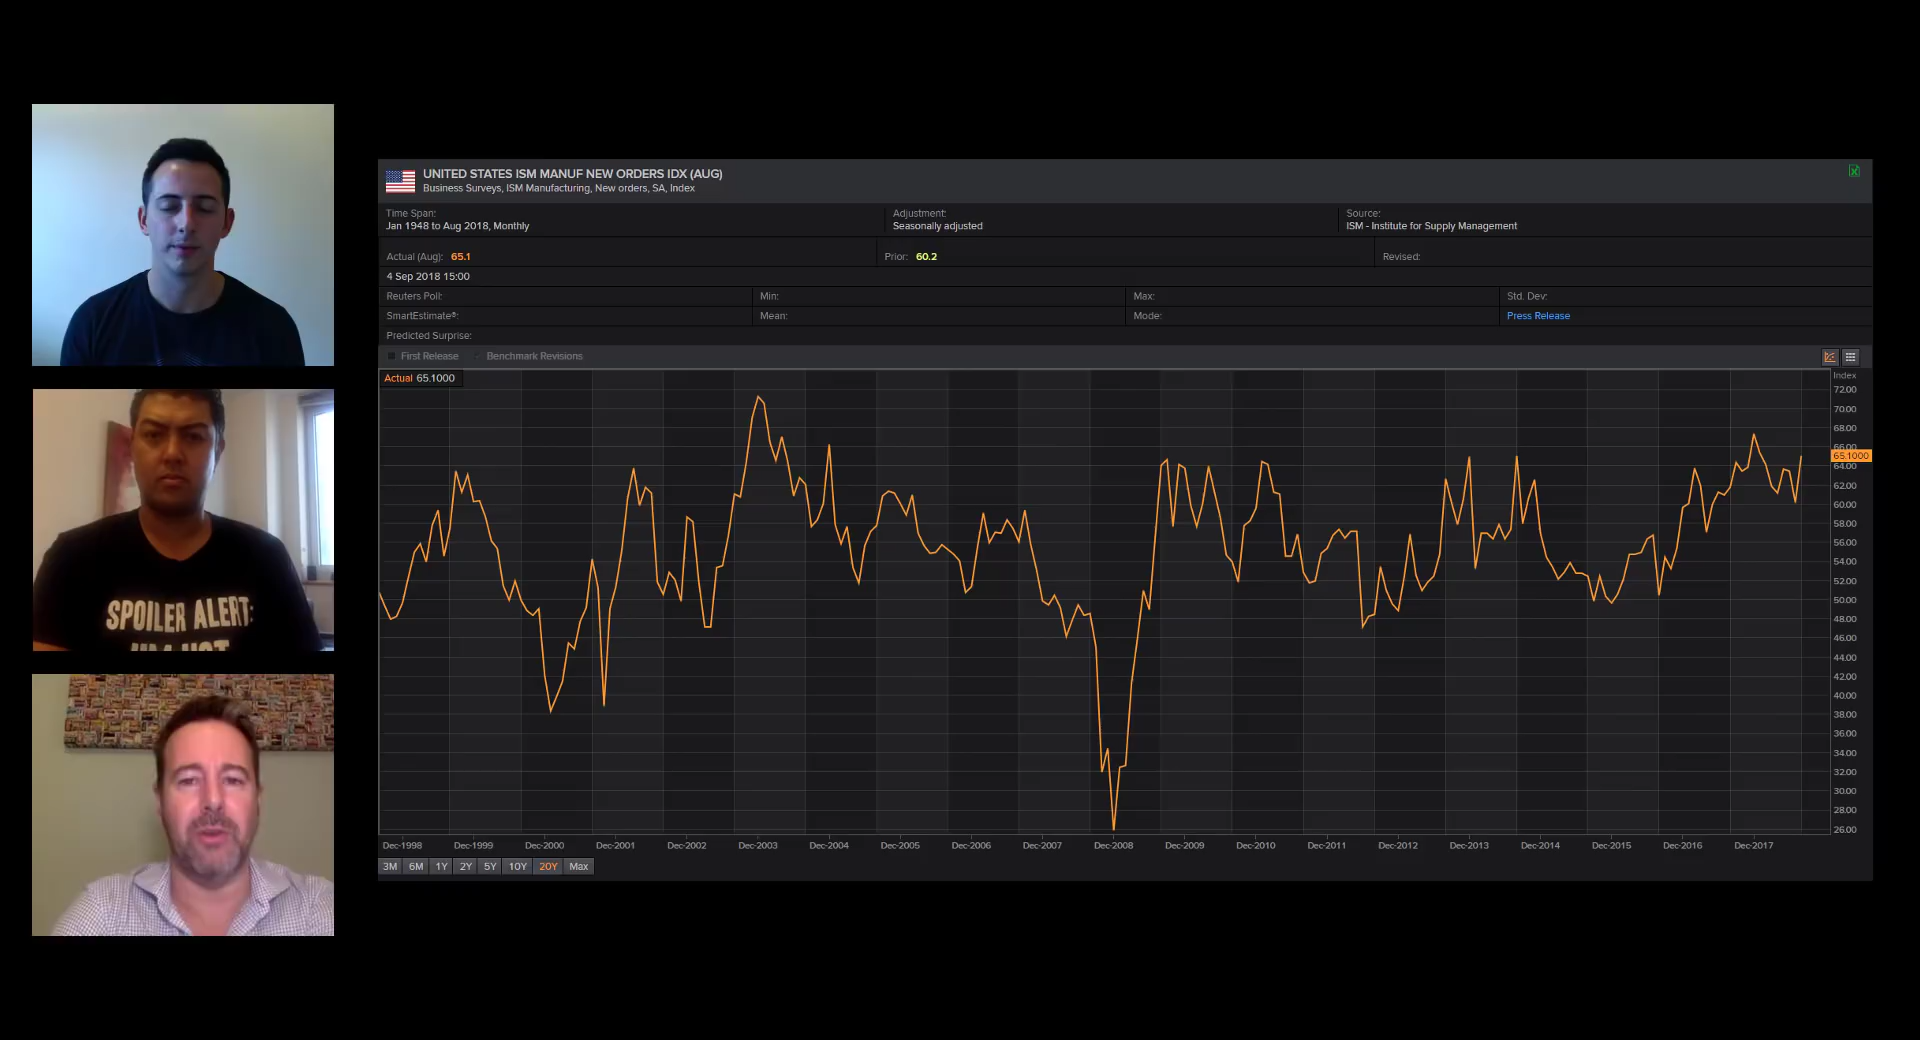 UNITED STATES ISM MANUF NEW ORDERS IDX (AUG)
Business Surveys, ISM Manufacturing, New orders, SA, Index
Time Span:
Jan 1948 to Aug 2018, Monthly
Adjustment:
Seasonally adjusted
Source:
ISM - Institute for Supply Management
Actual (Aug): 65.1
Prior: 60.2
Revised:
4 Sep 2018 15:00
Reuters Poll:
Min:
Max:
Std. Dev:
SmartEstimate®:
Mean:
Mode:
Press Release
Predicted Surprise:
First Release
Benchmark Revisions
Actual 65.1000
Index
72.00
70.00
68.00
66.00
65.1000
64.00
62.00
60.00
58.00
56.00
54.00
52.00
50.00
48.00
46.00
44.00
42.00
40.00
38.00
36.00
34.00
32.00
30.00
28.00
26.00
Dec-1998 Dec-1999 Dec-2000 Dec-2001 Dec-2002 Dec-2003 Dec-2004 Dec-2005 Dec-2006 Dec-2007 Dec-2008 Dec-2009 Dec-2010 Dec-2011 Dec-2012 Dec-2013 Dec-2014 Dec-2015 Dec-2016 Dec-2017
3M 6M 1Y 2Y 5Y 10Y 20Y Max
SPOILER ALERT: